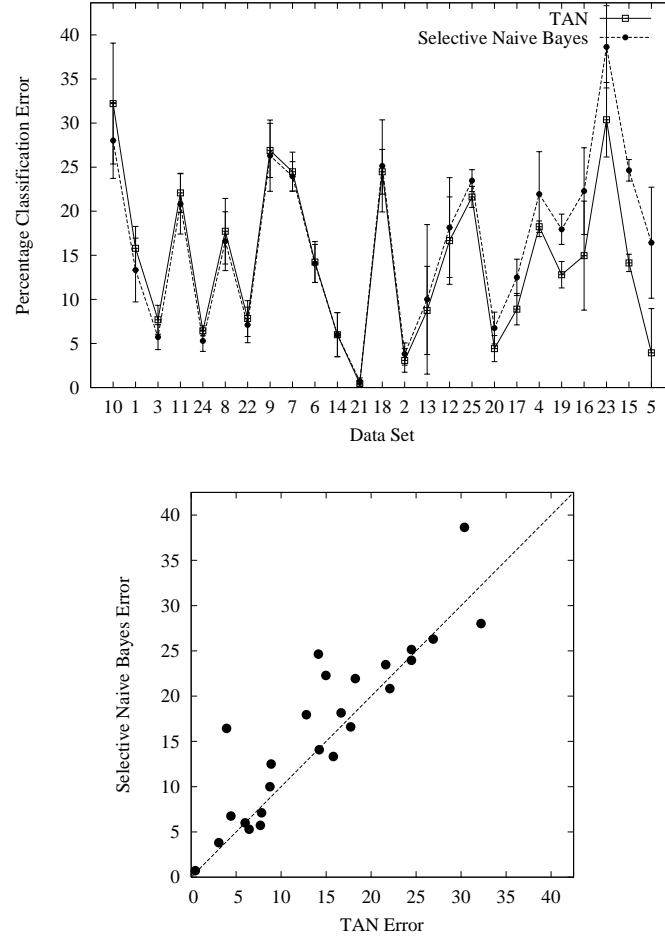 TAN
Selective Naive Bayes
40
35
30
25
20
15
10
5
0
Percentage Classification Error
10 1 3 11 24 8 22 9 7 6 14 21 18 2 13 12 25 20 17 4 19 16 23 15 5
Data Set
40
35
30
25
20
15
10
5
0
Selective Naive Bayes Error
0 5 10 15 20 25 30 35 40
TAN Error